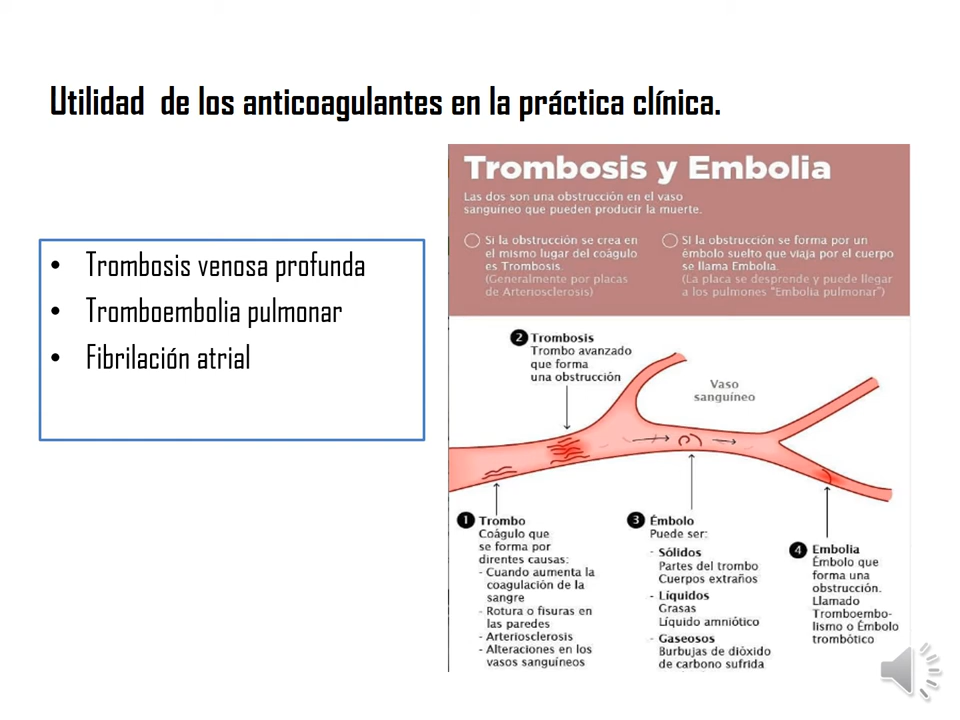 Utilidad de los anticoagulantes en la práctica clínica.
• Trombosis venosa profunda
• Tromboembolia pulmonar
• Fibrilación atrial
Trombosis y Embolia
Las dos son una obstrucción en el vaso
sanguíneo que pueden producir la muerte.
Si la obstrucción se crea en
el mismo lugar del coágulo
es Trombosis.
(Generalmente por placas
de Arteriosclerosis)
SI la obstrucción se forma por un
émbolo suelto que viaja por el cuerpo
se llama Embolia.
(La placa se desprende y puede llegar
a los pulmones "Embolia pulmonar")
2 Trombosis
Trombo avanzado
que forma
una obstrucción
Vaso
sanguíneo
1 Trombo
Coágulo que
se forma por
direntes causas:
- Cuando aumenta la
coagulación de la
sangre
- Rotura o fisuras en
las paredes
- Arteriosclerosis
- Alteraciones en los
vasos sanguíneos
3 Émbolo
Puede ser:
- Sólidos
Partes del trombo
Cuerpos extraños
- Líquidos
Grasas
Líquido amniótico
- Gaseosos
Burbujas de dióxido
de carbono sufrida
4 Embolia
Émbolo que
forma una
obstrucción.
Llamado
Tromboembo-
lismo o Émbolo
trombótico